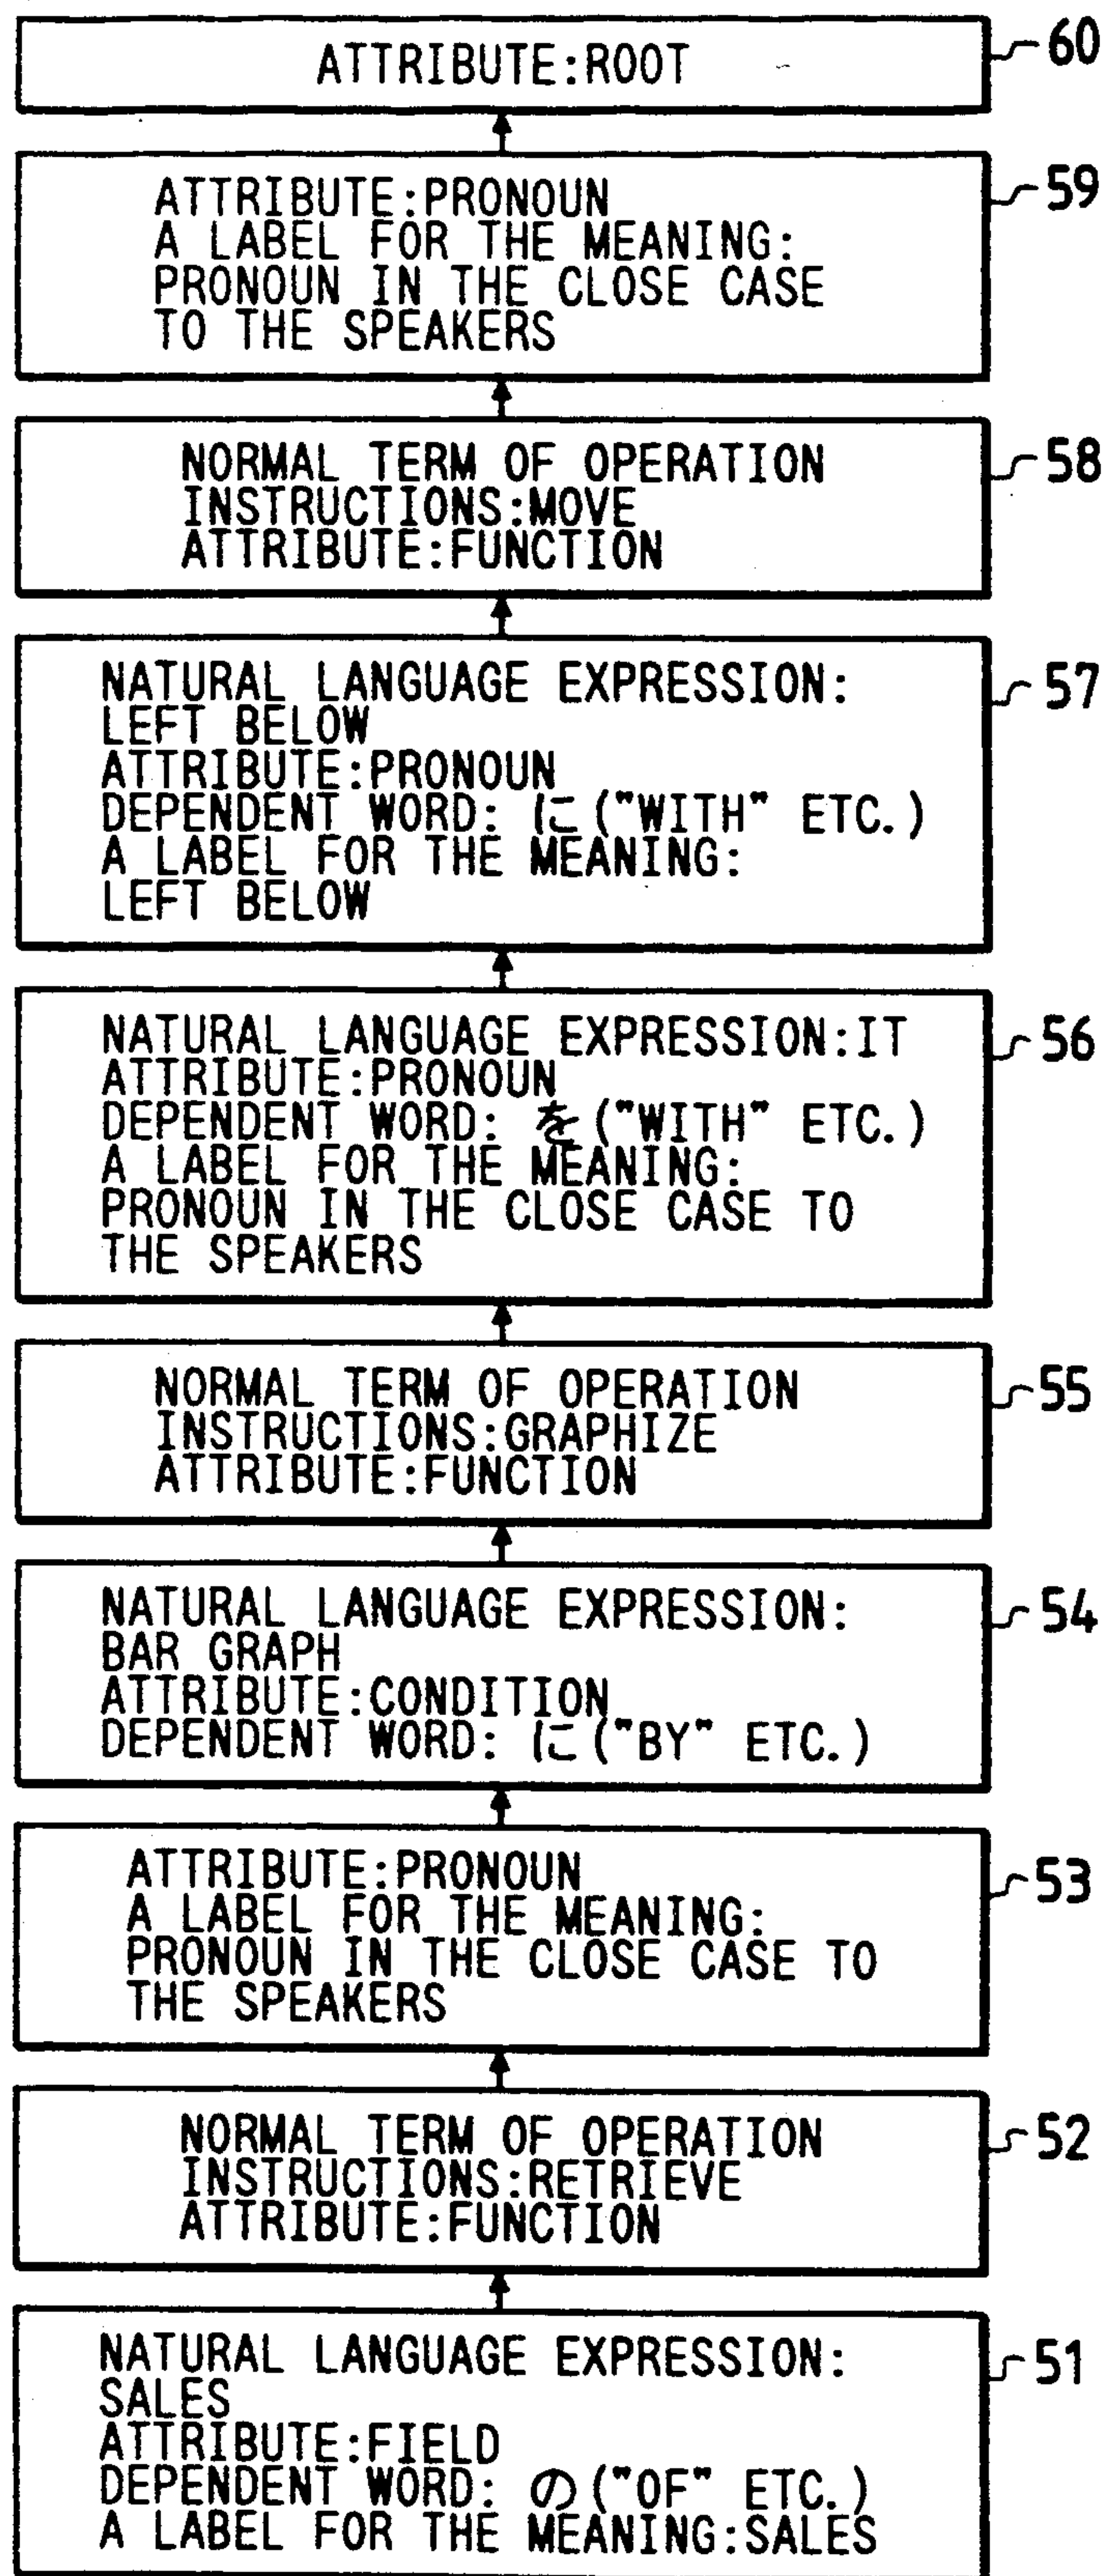 ATTRIBUTE:ROOT
60
ATTRIBUTE:PRONOUN
A LABEL FOR THE MEANING:
PRONOUN IN THE CLOSE CASE
TO THE SPEAKERS
59
NORMAL TERM OF OPERATION
INSTRUCTIONS:MOVE
ATTRIBUTE:FUNCTION
58
NATURAL LANGUAGE EXPRESSION:
LEFT BELOW
ATTRIBUTE:PRONOUN
DEPENDENT WORD: に("WITH" ETC.)
A LABEL FOR THE MEANING:
LEFT BELOW
57
NATURAL LANGUAGE EXPRESSION:IT
ATTRIBUTE:PRONOUN
DEPENDENT WORD: を("WITH" ETC.)
A LABEL FOR THE MEANING:
PRONOUN IN THE CLOSE CASE TO
THE SPEAKERS
56
NORMAL TERM OF OPERATION
INSTRUCTIONS:GRAPHIZE
ATTRIBUTE:FUNCTION
55
NATURAL LANGUAGE EXPRESSION:
BAR GRAPH
ATTRIBUTE:CONDITION
DEPENDENT WORD: に("BY" ETC.)
54
ATTRIBUTE:PRONOUN
A LABEL FOR THE MEANING:
PRONOUN IN THE CLOSE CASE TO
THE SPEAKERS
53
NORMAL TERM OF OPERATION
INSTRUCTIONS:RETRIEVE
ATTRIBUTE:FUNCTION
52
NATURAL LANGUAGE EXPRESSION:
SALES
ATTRIBUTE:FIELD
DEPENDENT WORD: の("OF" ETC.)
A LABEL FOR THE MEANING:SALES
51